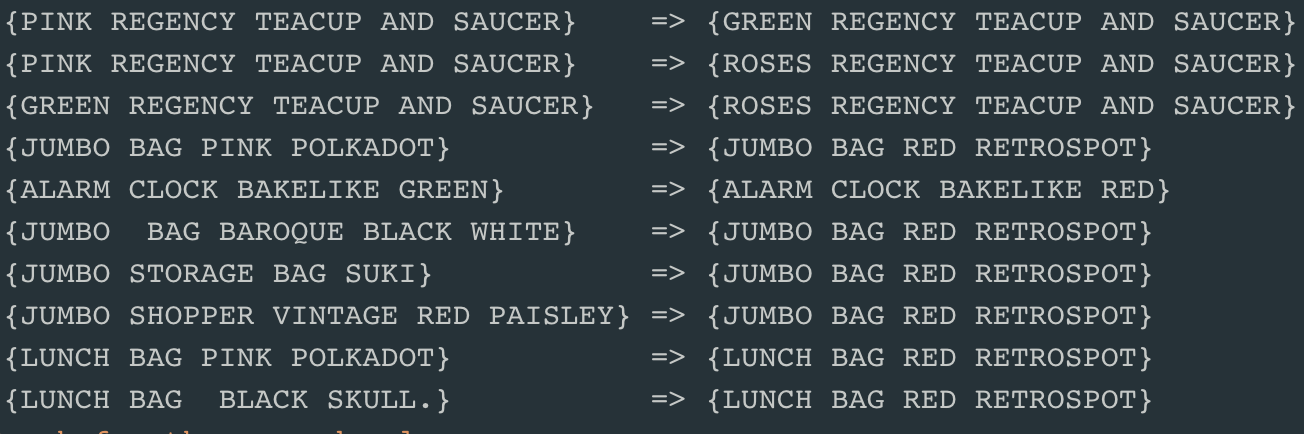 {PINK REGENCY TEACUP AND SAUCER}    => {GREEN REGENCY TEACUP AND SAUCER}
{PINK REGENCY TEACUP AND SAUCER}    => {ROSES REGENCY TEACUP AND SAUCER}
{GREEN REGENCY TEACUP AND SAUCER}   => {ROSES REGENCY TEACUP AND SAUCER}
{JUMBO BAG PINK POLKADOT}           => {JUMBO BAG RED RETROSPOT}
{ALARM CLOCK BAKELIKE GREEN}        => {ALARM CLOCK BAKELIKE RED}
{JUMBO  BAG BAROQUE BLACK WHITE}    => {JUMBO BAG RED RETROSPOT}
{JUMBO STORAGE BAG SUKI}            => {JUMBO BAG RED RETROSPOT}
{JUMBO SHOPPER VINTAGE RED PAISLEY} => {JUMBO BAG RED RETROSPOT}
{LUNCH BAG PINK POLKADOT}           => {LUNCH BAG RED RETROSPOT}
{LUNCH BAG  BLACK SKULL.}           => {LUNCH BAG RED RETROSPOT}